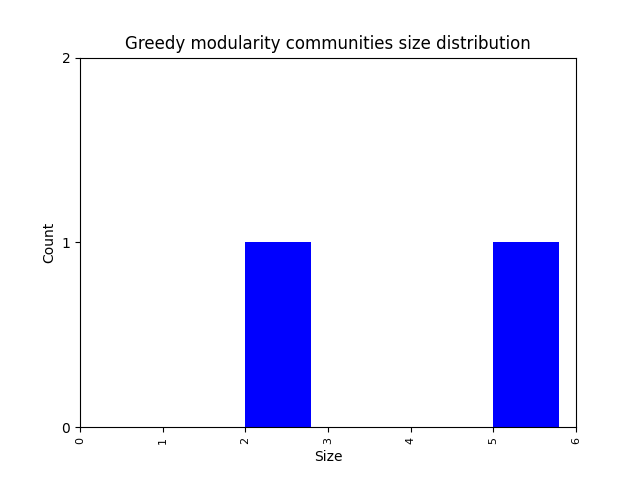 Greedy modularity communities size distribution
2
1
0
Count
0 1 2 3 4 5 6
Size